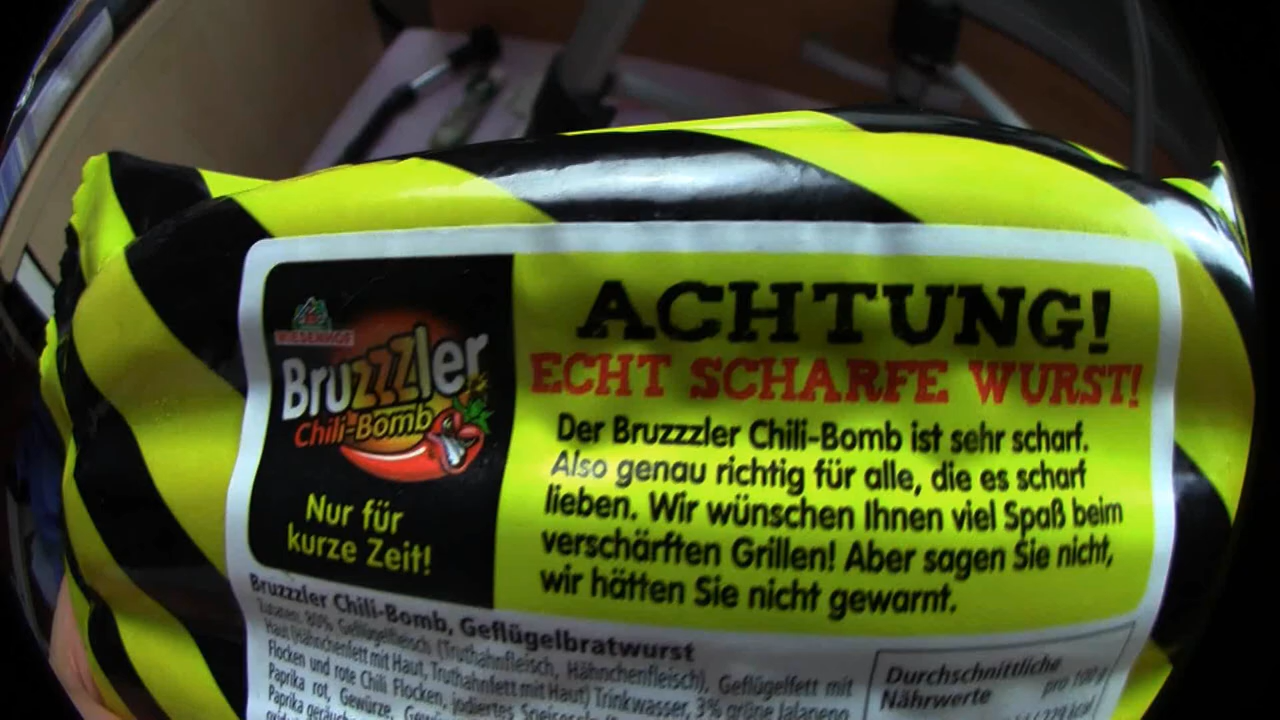 WIESENHOF
Bruzzzler
Chili-Bomb
Nur für
kurze Zeit!
ACHTUNG!
ECHT SCHARFE WURST!
Der Bruzzzler Chili-Bomb ist sehr scharf.
Also genau richtig für alle, die es scharf
lieben. Wir wünschen Ihnen viel Spaß beim
verschärften Grillen! Aber sagen Sie nicht,
wir hätten Sie nicht gewarnt.
Bruzzzler Chili-Bomb, Geflügelbratwurst
Zutaten: 80% Geflügelfleisch (Truthahnfleisch, Hähnchenfleisch), Geflügelfett mit
Haut (Hähnchenfett mit Haut, Truthahnfett mit Haut) Trinkwasser, 3% grüne Jalapeno
Flocken und rote Chili Flocken, jodiertes
Paprika rot, Gewürze,
Durchschnittliche
Nährwerte
pro 100 g